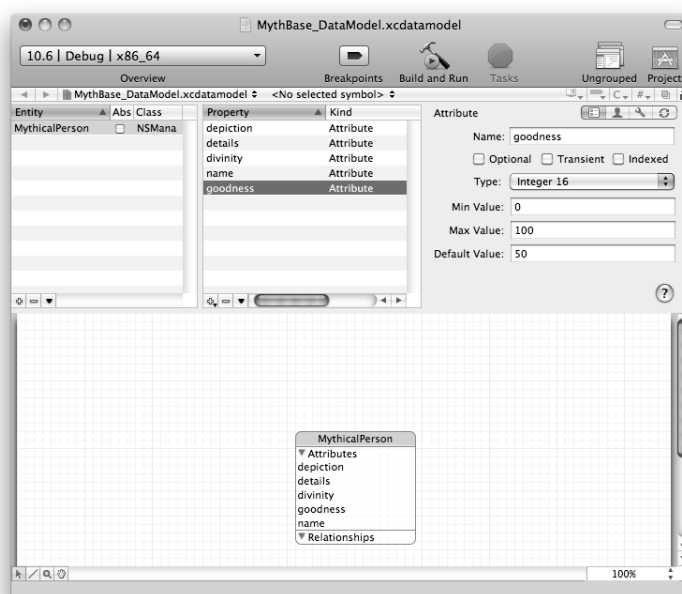 MythBase_DataModel.xcdatamodel
10.6 | Debug | x86_64
Overview
Breakpoints
Build and Run
Tasks
Ungrouped
Project
MythBase_DataModel.xcdatamodel
<No selected symbol>
Entity
Abs
Class
Property
Kind
Attribute
MythicalPerson
NSMana
depiction
Attribute
details
Attribute
divinity
Attribute
name
Attribute
goodness
Attribute
Name: goodness
Optional
Transient
Indexed
Type: Integer 16
Min Value: 0
Max Value: 100
Default Value: 50
?
MythicalPerson
Attributes
depiction
details
divinity
goodness
name
Relationships
100%